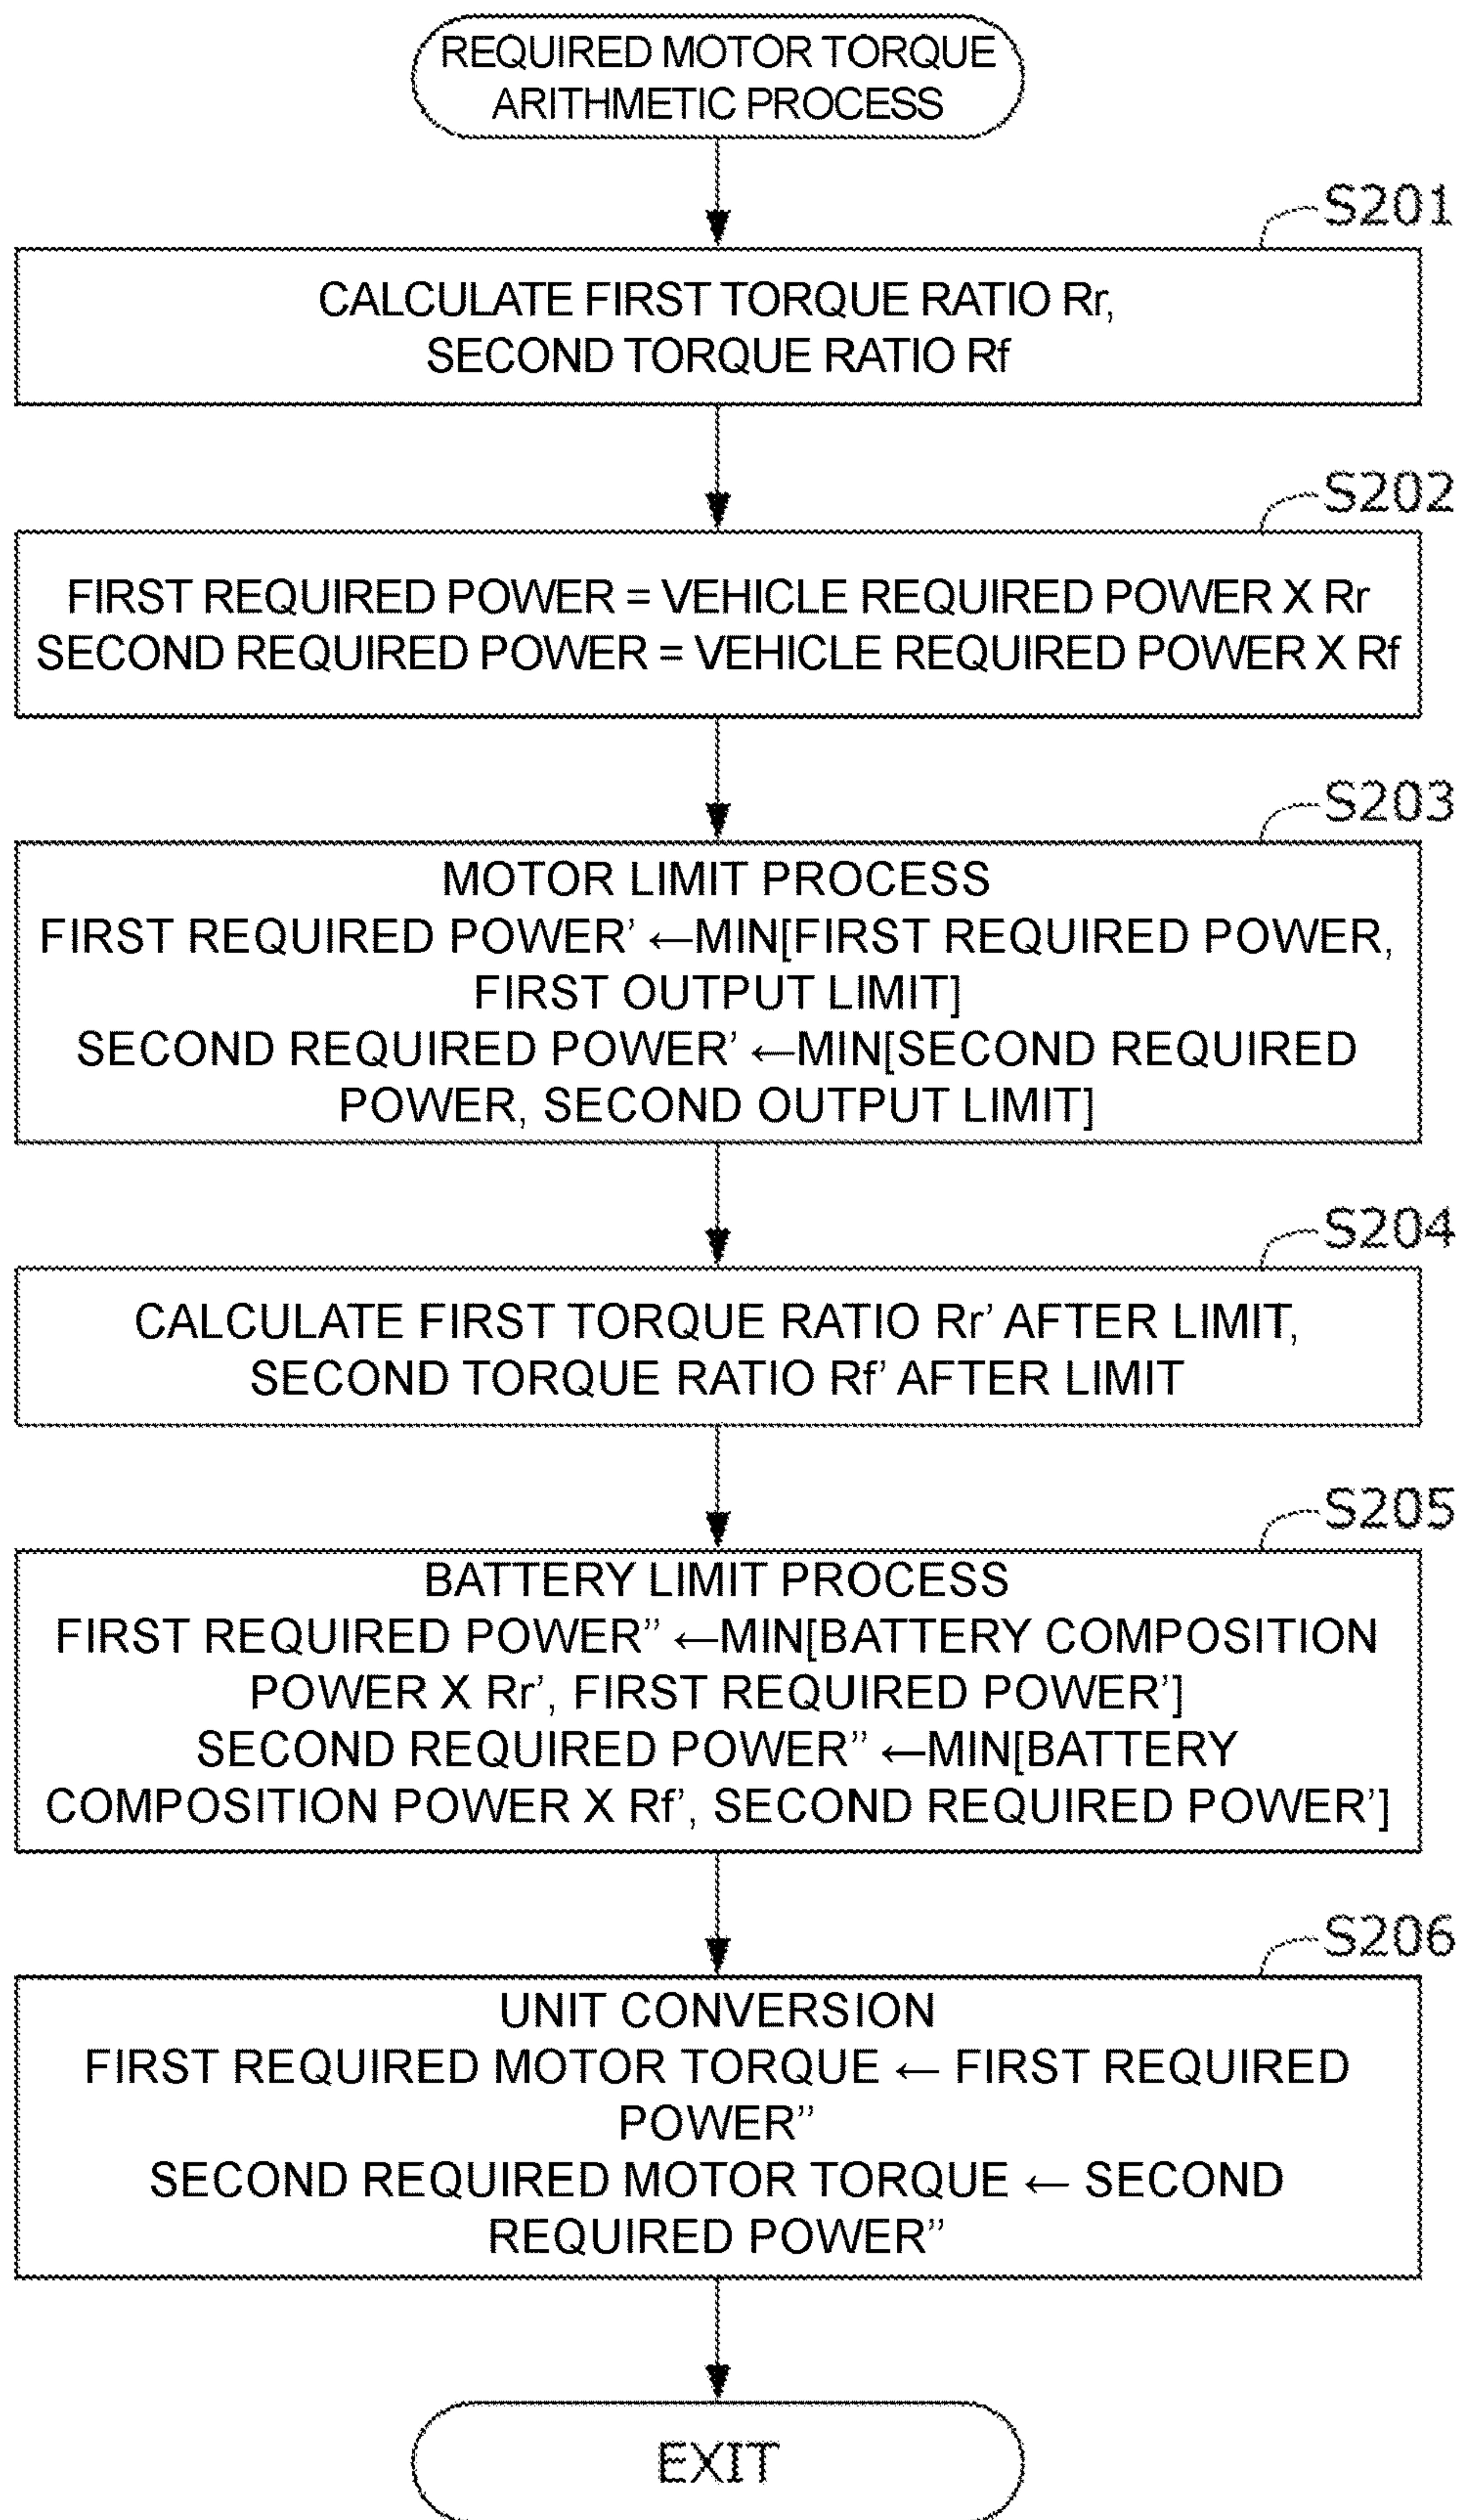 REQUIRED MOTOR TORQUE
ARITHMETIC PROCESS
S201
CALCULATE FIRST TORQUE RATIO Rr,
SECOND TORQUE RATIO Rf
S202
FIRST REQUIRED POWER = VEHICLE REQUIRED POWER X Rr
SECOND REQUIRED POWER = VEHICLE REQUIRED POWER X Rf
S203
MOTOR LIMIT PROCESS
FIRST REQUIRED POWER’ ←MIN[FIRST REQUIRED POWER,
FIRST OUTPUT LIMIT]
SECOND REQUIRED POWER’ ←MIN[SECOND REQUIRED
POWER, SECOND OUTPUT LIMIT]
S204
CALCULATE FIRST TORQUE RATIO Rr’ AFTER LIMIT,
SECOND TORQUE RATIO Rf’ AFTER LIMIT
S205
BATTERY LIMIT PROCESS
FIRST REQUIRED POWER’’ ←MIN[BATTERY COMPOSITION
POWER X Rr’, FIRST REQUIRED POWER’]
SECOND REQUIRED POWER’’ ←MIN[BATTERY
COMPOSITION POWER X Rf’, SECOND REQUIRED POWER’]
S206
UNIT CONVERSION
FIRST REQUIRED MOTOR TORQUE ← FIRST REQUIRED
POWER’’
SECOND REQUIRED MOTOR TORQUE ← SECOND
REQUIRED POWER’’
EXIT